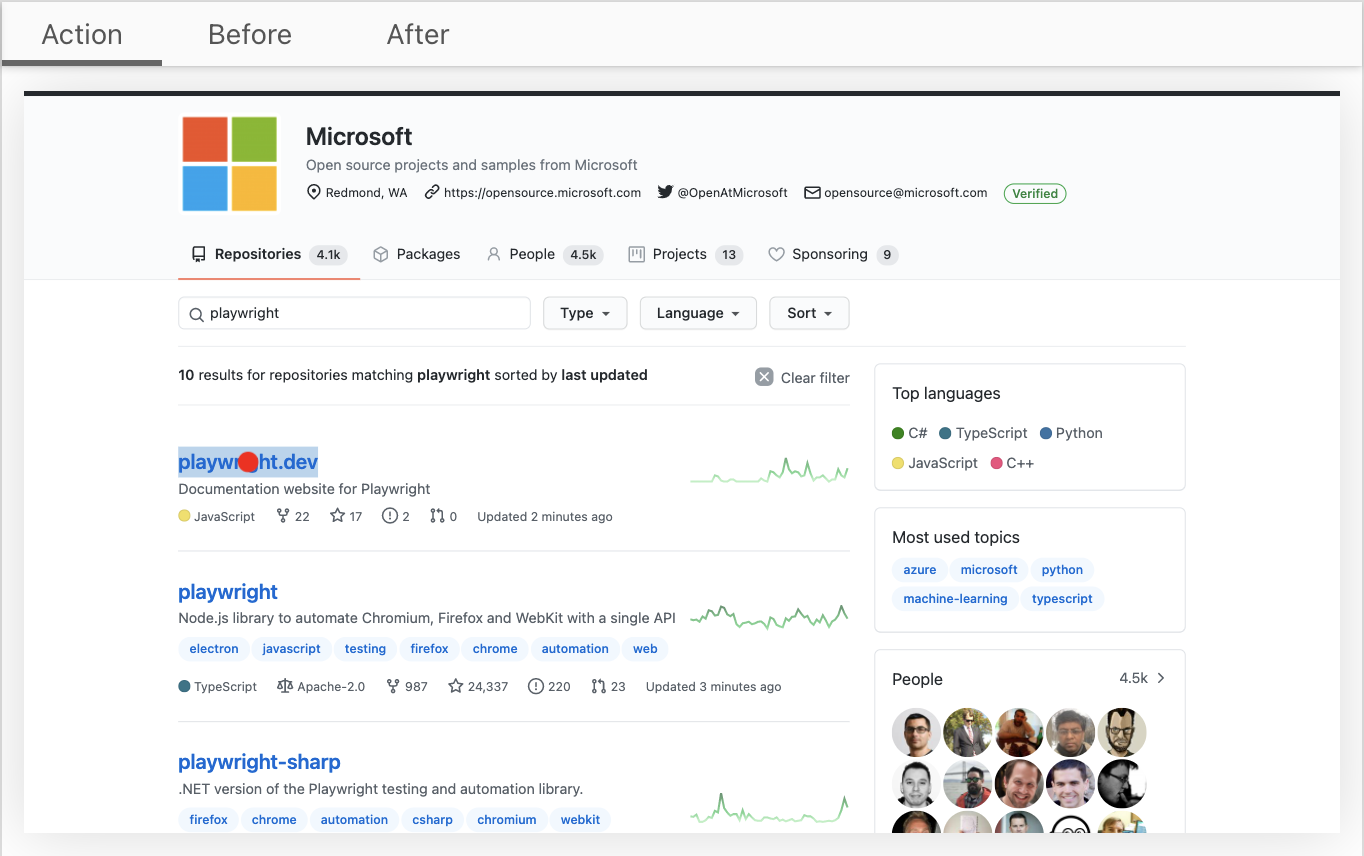 Action Before After
Microsoft
Open source projects and samples from Microsoft
Redmond, WA https://opensource.microsoft.com @OpenAtMicrosoft opensource@microsoft.com Verified
Repositories 4.1k Packages People 4.5k Projects 13 Sponsoring 9
playwright Type Language Sort
10 results for repositories matching playwright sorted by last updated Clear filter
playwright.dev
Documentation website for Playwright
JavaScript 22 17 2 0 Updated 2 minutes ago
playwright
Node.js library to automate Chromium, Firefox and WebKit with a single API
electron javascript testing firefox chrome automation web
TypeScript Apache-2.0 987 24,337 220 23 Updated 3 minutes ago
playwright-sharp
.NET version of the Playwright testing and automation library.
firefox chrome automation csharp chromium webkit
Top languages
C# TypeScript Python
JavaScript C++
Most used topics
azure microsoft python
machine-learning typescript
People 4.5k